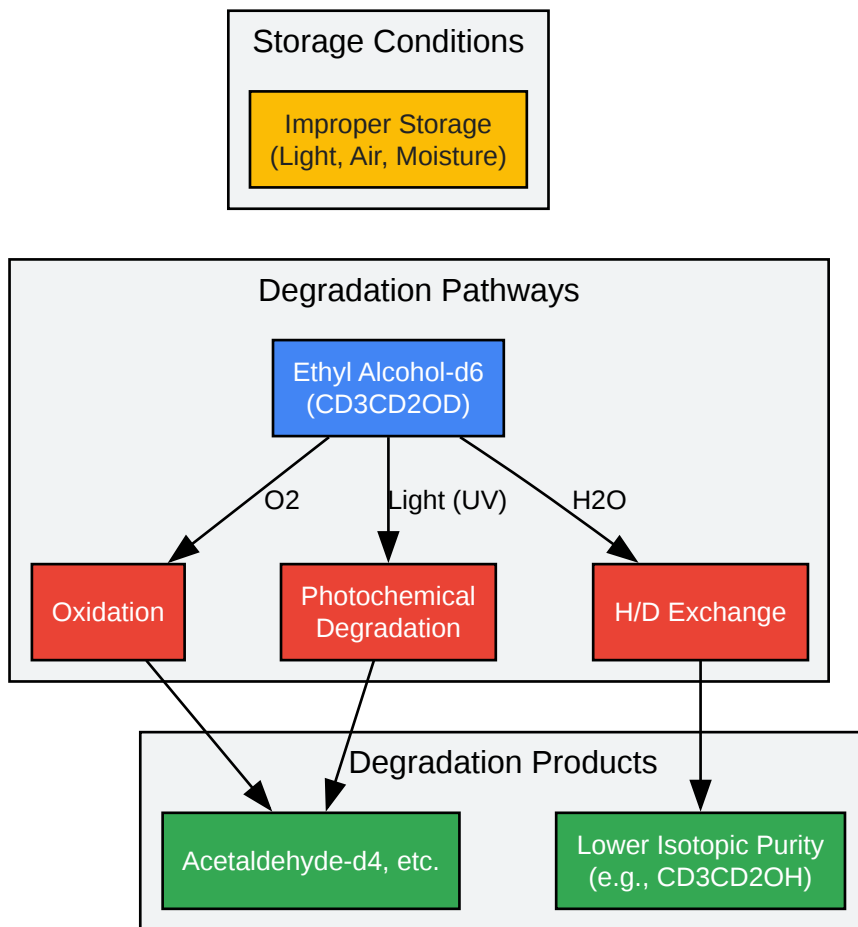 Storage Conditions
Improper Storage
(Light, Air, Moisture)
Degradation Pathways
Ethyl Alcohol-d6
(CD3CD2OD)
O2
Light (UV)
H2O
Oxidation
Photochemical
Degradation
H/D Exchange
Degradation Products
Acetaldehyde-d4, etc.
Lower Isotopic Purity
(e.g., CD3CD2OH)